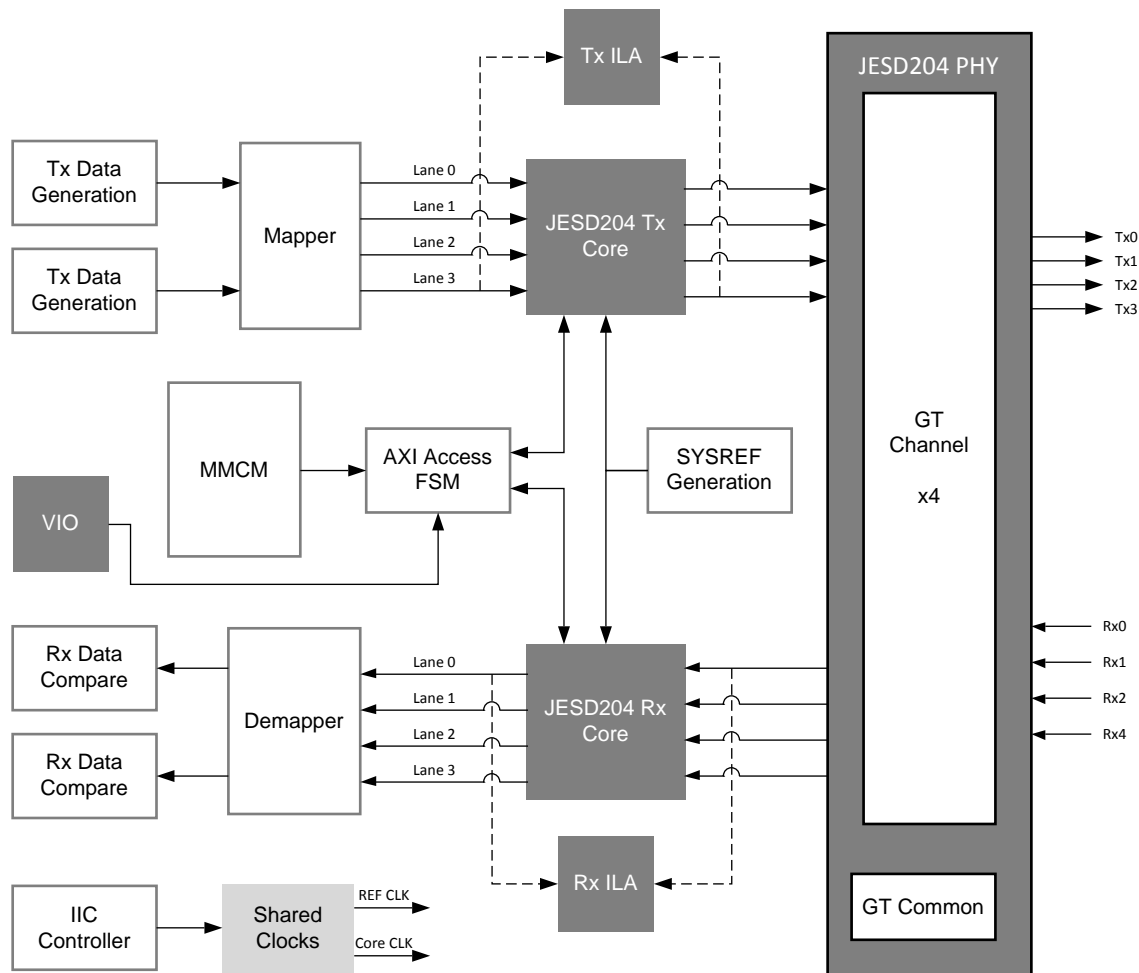 Tx ILA
JESD204 PHY
Tx Data
Generation
Mapper
Lane 0
Lane 1
Lane 2
Lane 3
JESD204 Tx
Core
Tx Data
Generation
Tx0
Tx1
Tx2
Tx3
GT
Channel
x4
MMCM
AXI Access
FSM
SYSREF
Generation
VIO
Rx Data
Compare
Demapper
Lane 0
Lane 1
Lane 2
Lane 3
JESD204 Rx
Core
Rx Data
Compare
Rx0
Rx1
Rx2
Rx4
Rx ILA
GT Common
IIC
Controller
Shared
Clocks
REF CLK
Core CLK